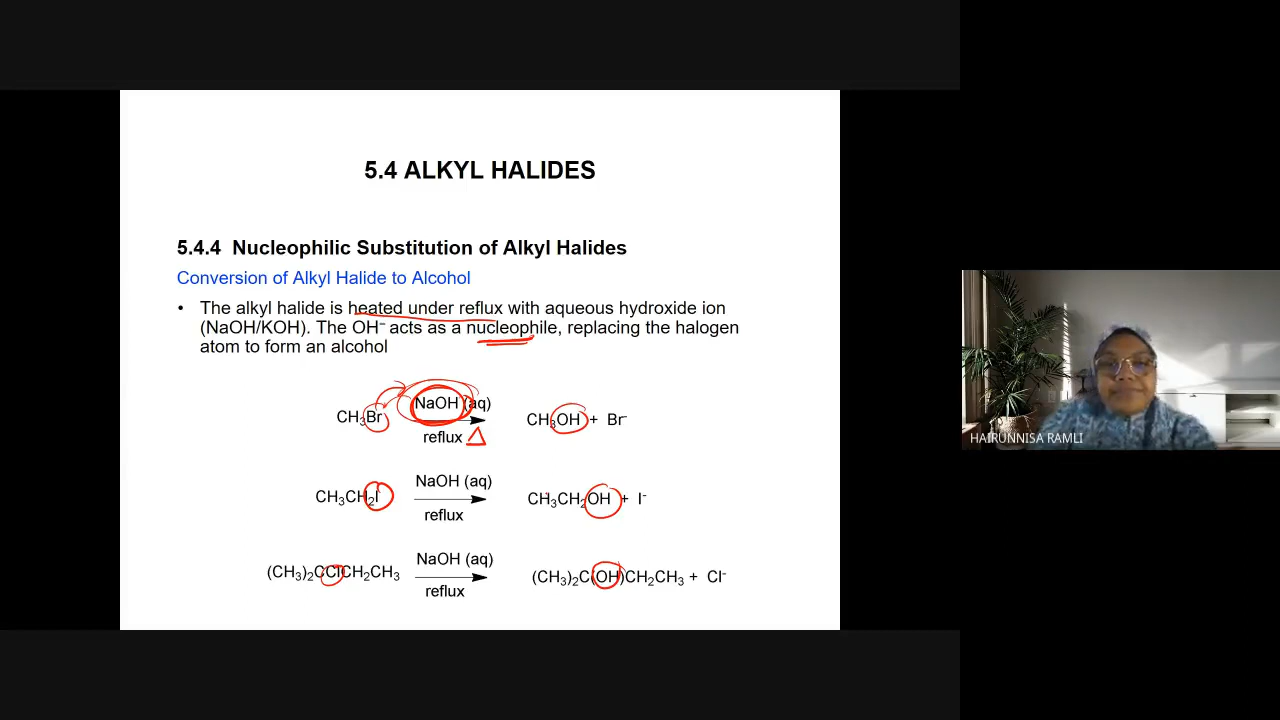 5.4 ALKYL HALIDES
5.4.4 Nucleophilic Substitution of Alkyl Halides
Conversion of Alkyl Halide to Alcohol
• The alkyl halide is heated under reflux with aqueous hydroxide ion
(NaOH/KOH). The OH⁻ acts as a nucleophile, replacing the halogen
atom to form an alcohol
CH₃Br NaOH (aq) reflux Δ CH₃OH + Br⁻
CH₃CH₂I NaOH (aq) reflux CH₃CH₂OH + I⁻
(CH₃)₂CClCH₂CH₃ NaOH (aq) reflux (CH₃)₂C(OH)CH₂CH₃ + Cl⁻
HAIRUNNISA RAMLI